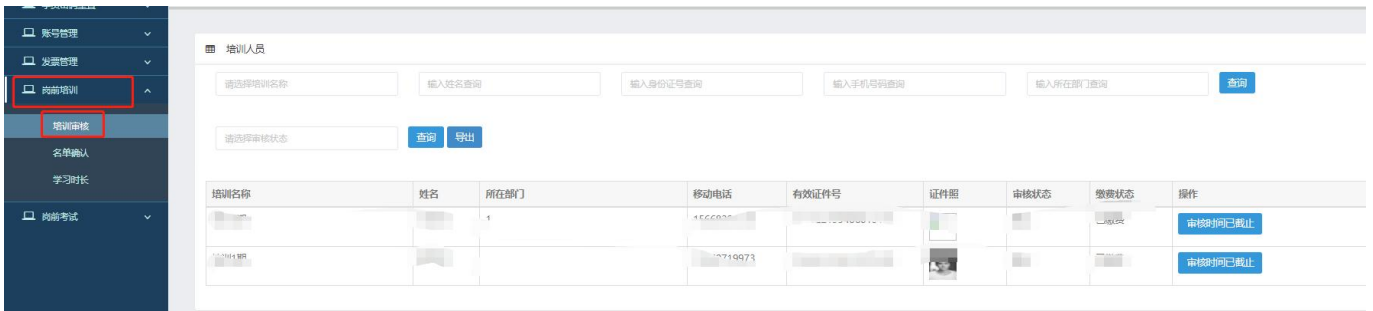 账号管理
发票管理
岗前培训
培训审核
名单确认
学习时长
岗前考试
培训人员
请选择培训名称 输入姓名查询 输入身份证号查询 输入手机号码查询 输入所在部门查询 查询
请选择审核状态 查询 导出
培训名称 姓名 所在部门 移动电话 有效证件号 证件照 审核状态 缴费状态 操作
1 审核时间已截止
审核时间已截止